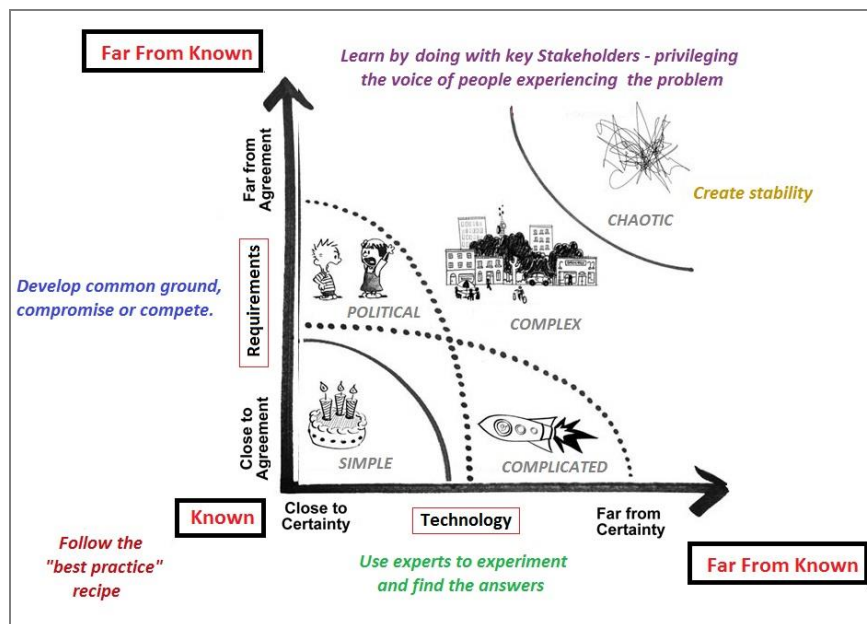 Far From Known
Learn by doing with key Stakeholders - privileging
the voice of people experiencing the problem
Far from
Agreement
CHAOTIC
Create stability
Requirements
Develop common ground,
compromise or compete.
POLITICAL
COMPLEX
Close to
Agreement
SIMPLE
COMPLICATED
Known
Close to
Certainty
Technology
Far from
Certainty
Follow the
"best practice"
recipe
Use experts to experiment
and find the answers
Far From Known